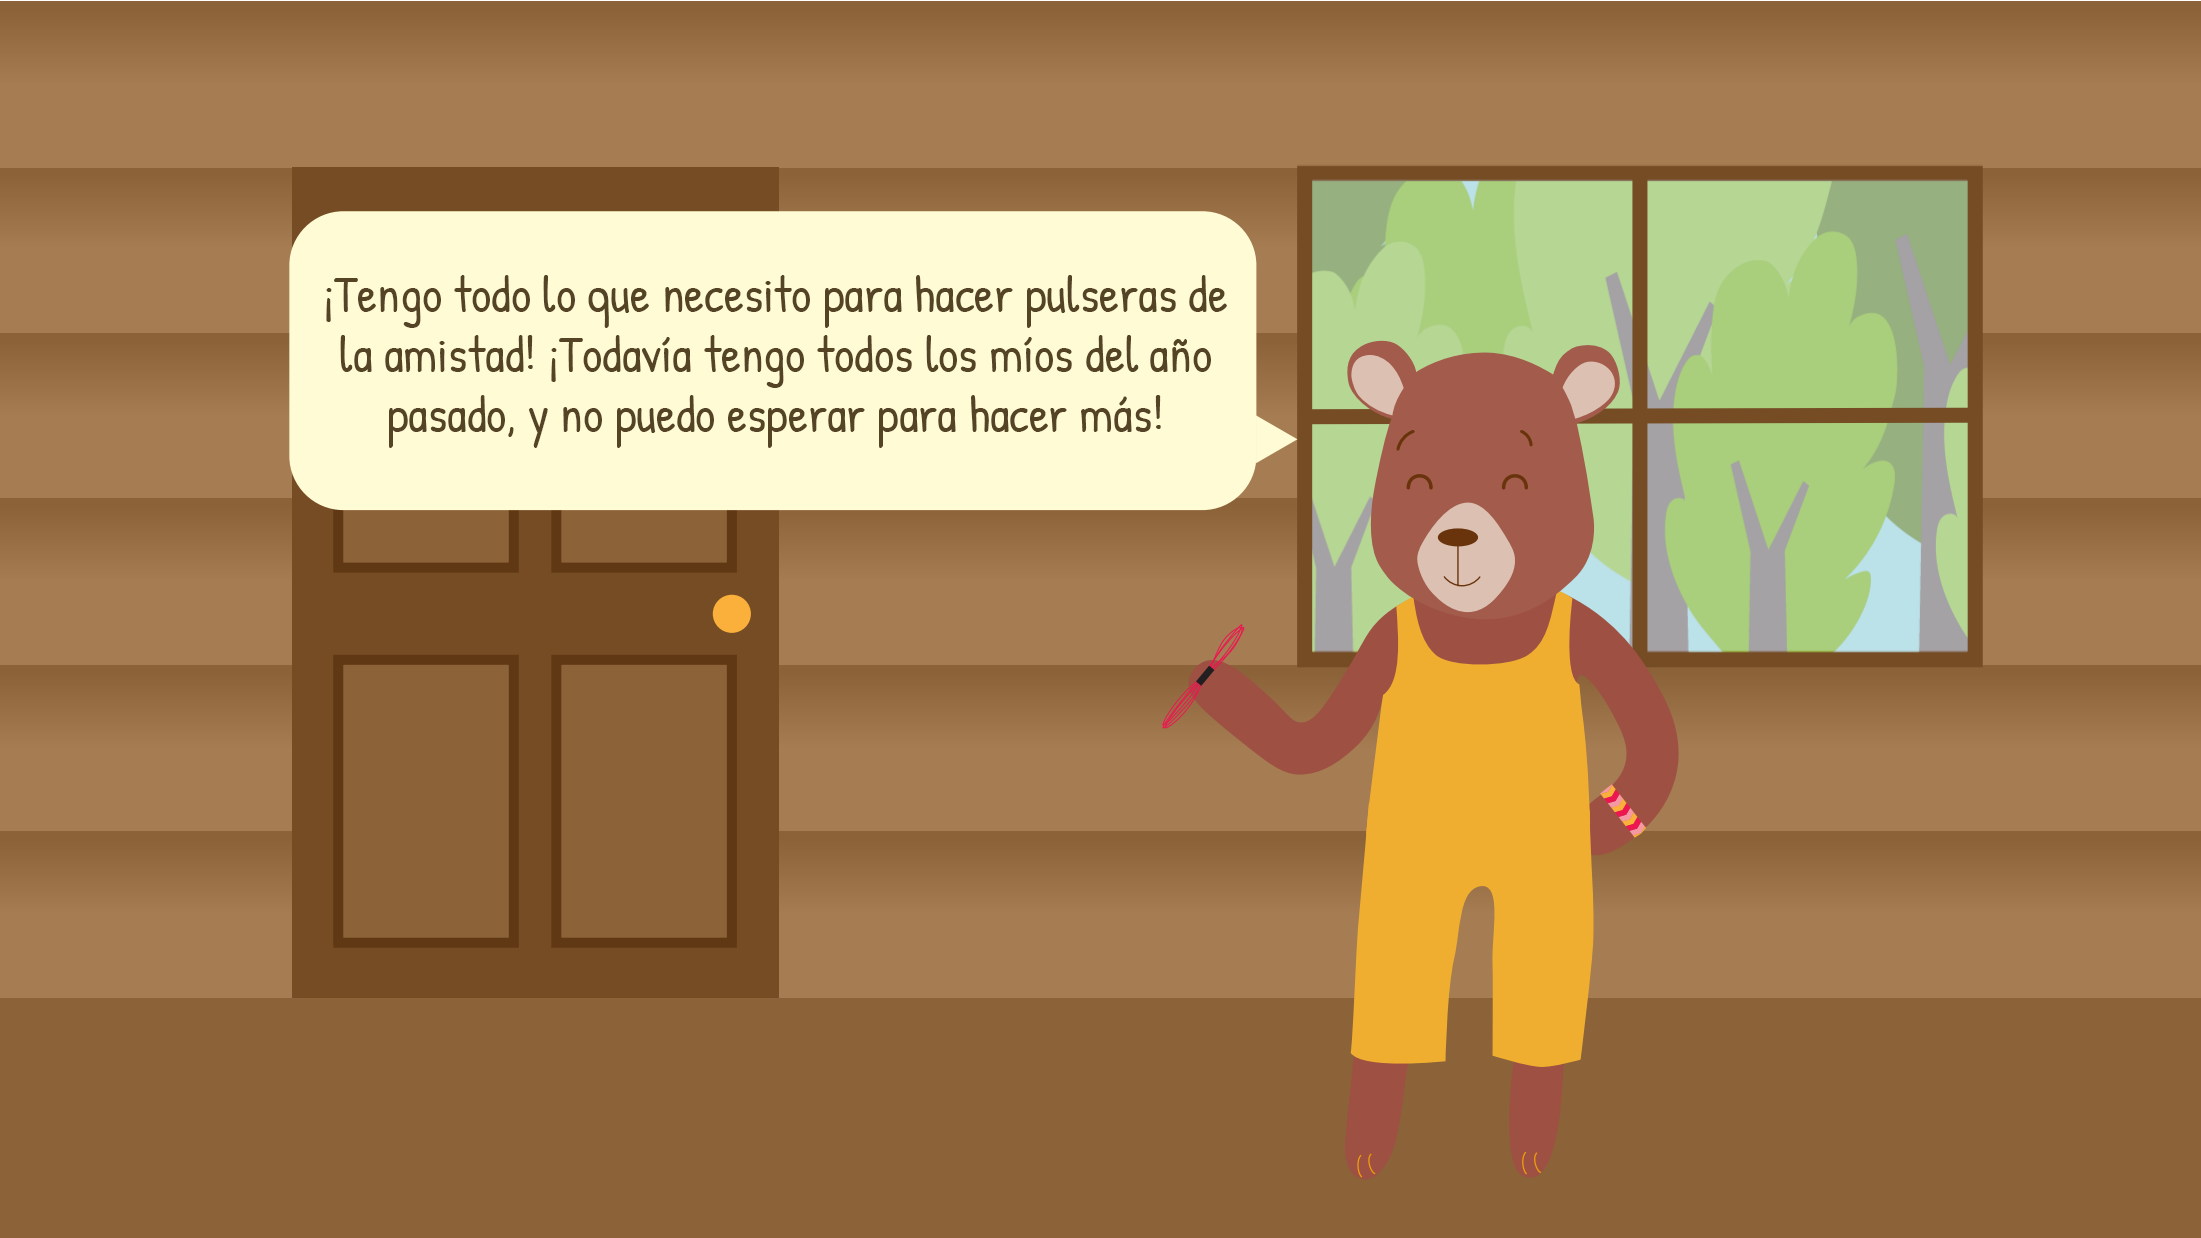 ¡Tengo todo lo que necesito para hacer pulseras de
la amistad! ¡Todavía tengo todos los míos del año
pasado, y no puedo esperar para hacer más!